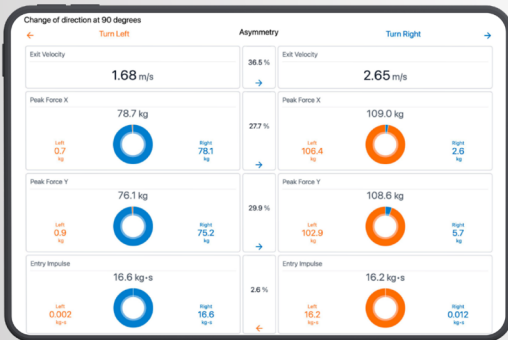 Change of direction at 90 degrees
← Turn Left Asymmetry Turn Right →
Exit Velocity
1.68 m/s
36.5 %
→
Exit Velocity
2.65 m/s
Peak Force X
78.7 kg
Left
0.7
kg
Right
78.1
kg
27.7 %
→
Peak Force X
109.0 kg
Left
106.4
kg
Right
2.6
kg
Peak Force Y
76.1 kg
Left
0.9
kg
Right
75.2
kg
29.9 %
→
Peak Force Y
108.6 kg
Left
102.9
kg
Right
5.7
kg
Entry Impulse
16.6 kg·s
Left
0.002
kg·s
Right
16.6
kg·s
2.6 %
←
Entry Impulse
16.2 kg·s
Left
16.2
kg·s
Right
0.012
kg·s